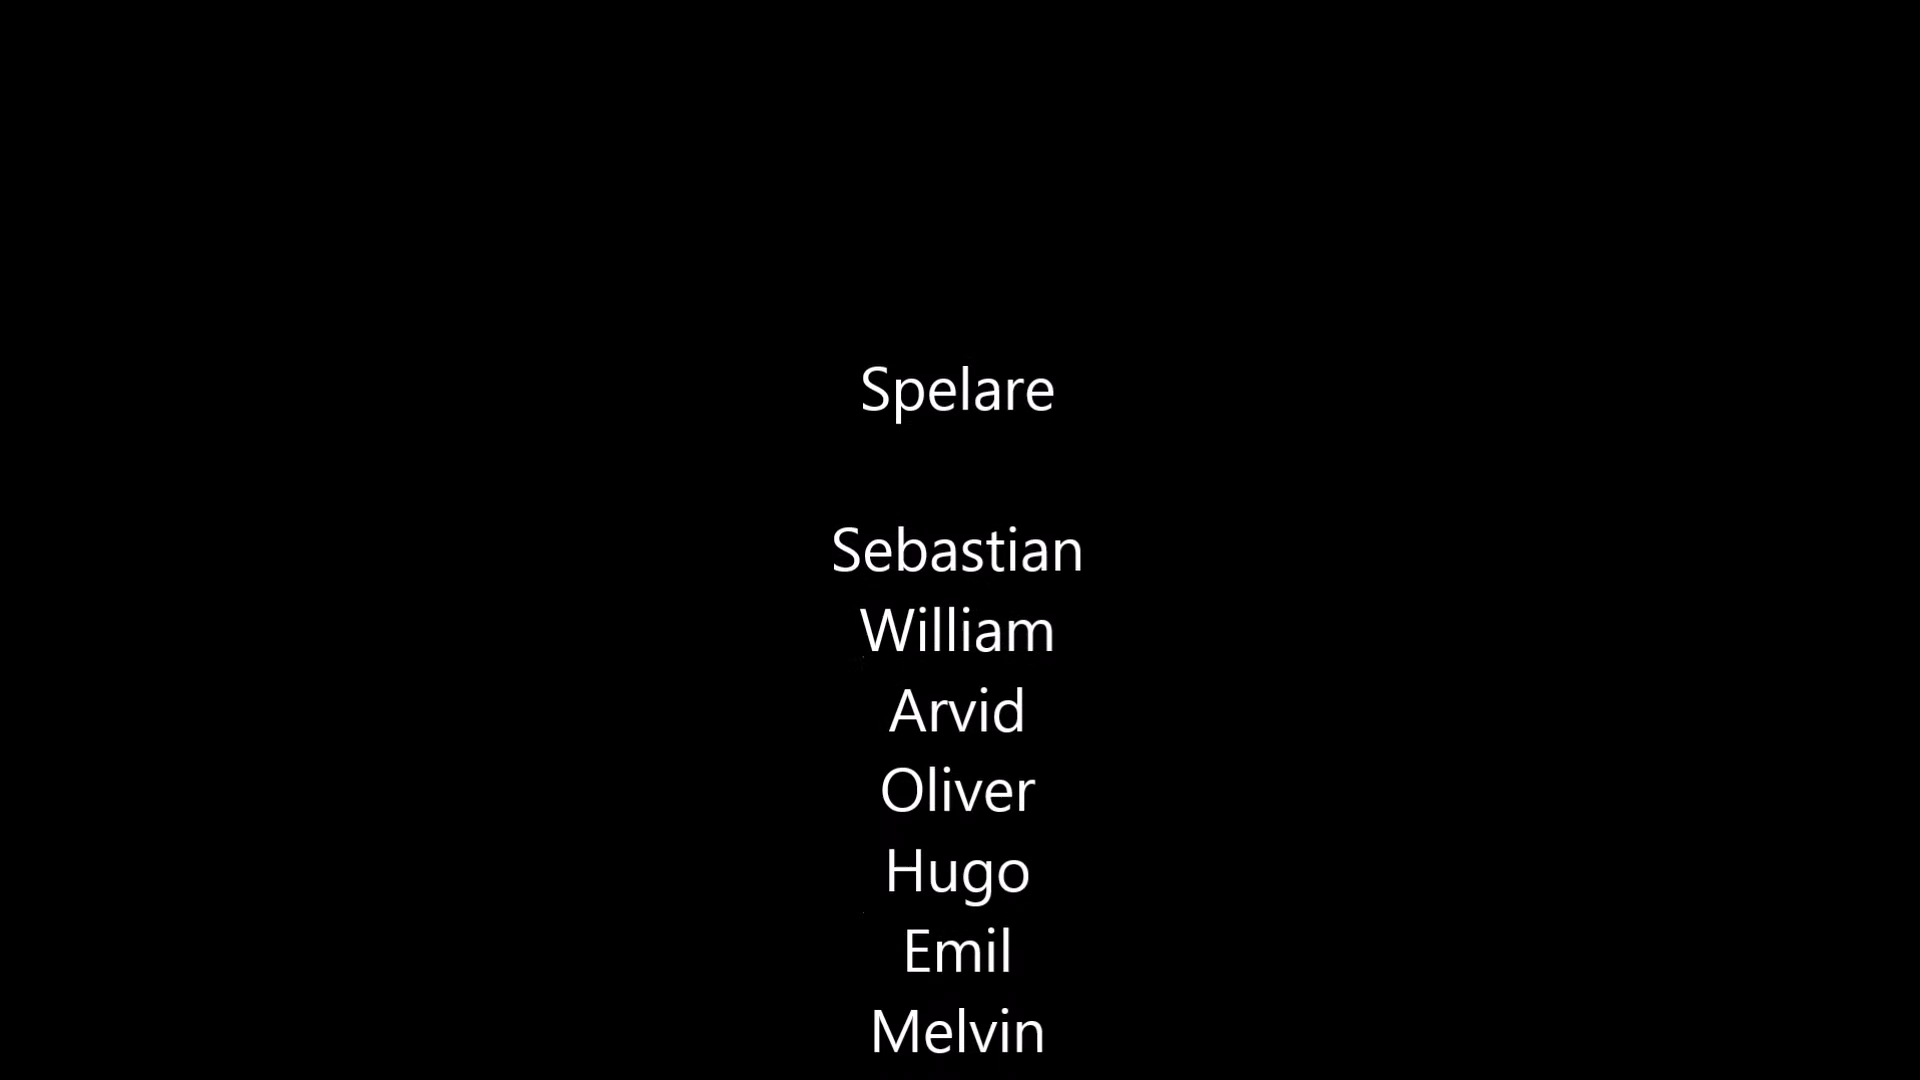 Spelare
Sebastian
William
Arvid
Oliver
Hugo
Emil
Melvin